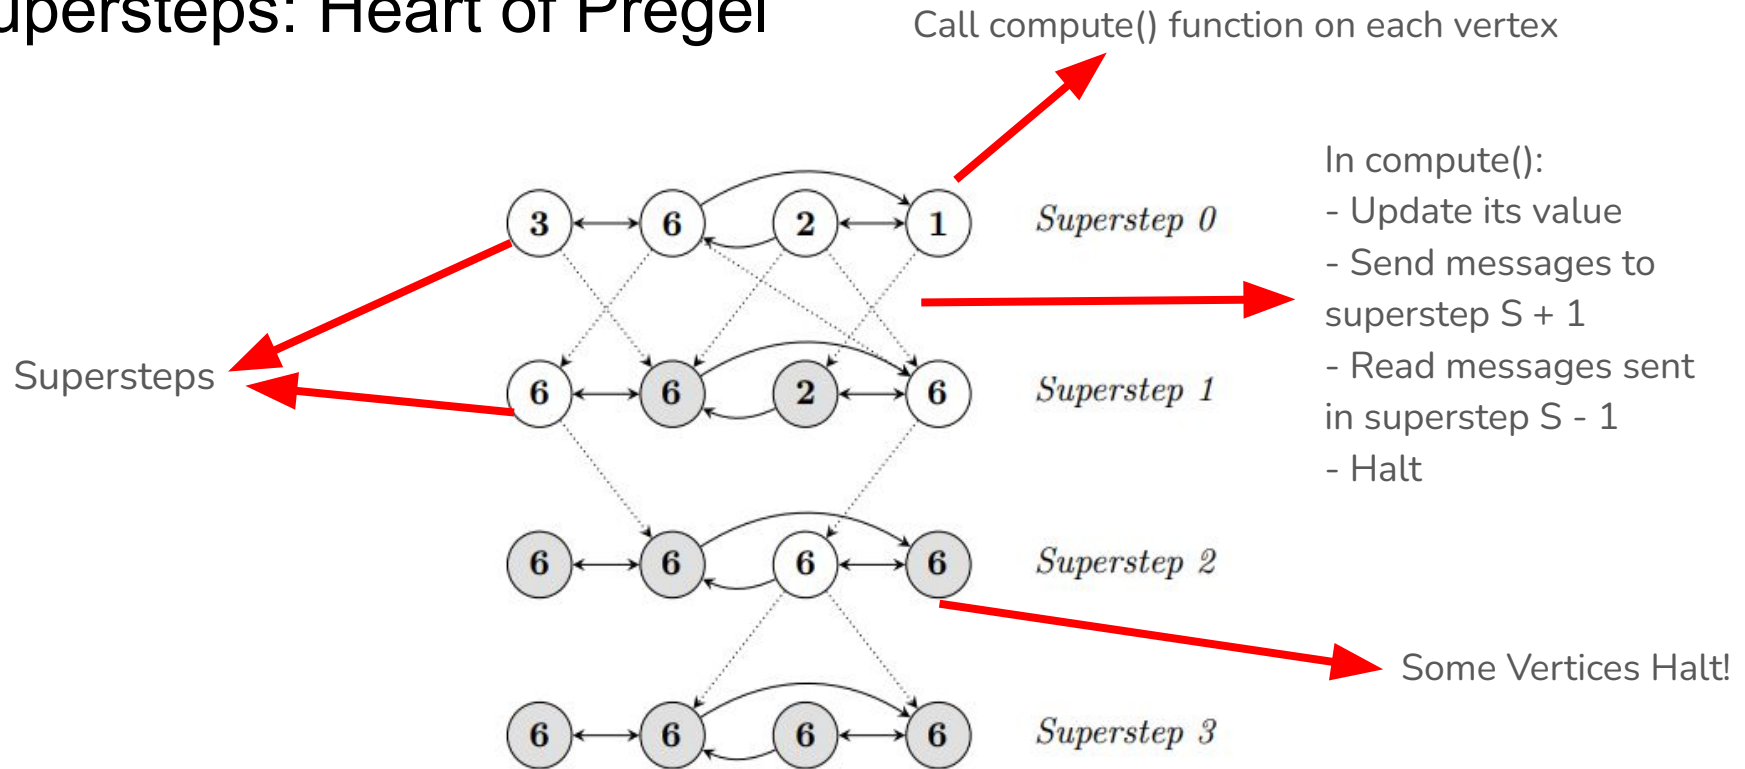 upersteps: Heart of Pregel
Call compute() function on each vertex
In compute():
- Update its value
- Send messages to
superstep S + 1
- Read messages sent
in superstep S - 1
- Halt
3 6 2 1 Superstep 0
Supersteps
6 6 2 6 Superstep 1
6 6 6 6 Superstep 2
Some Vertices Halt!
6 6 6 6 Superstep 3